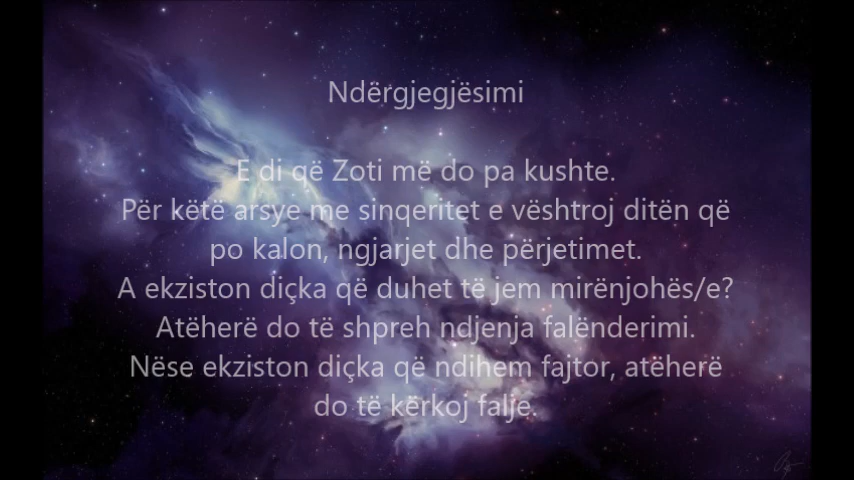 Ndërgjegjësimi
E di që Zoti më do pa kushte.
Për këtë arsye me sinqeritet e vështroj ditën që
po kalon, ngjarjet dhe përjetimet.
A ekziston diçka që duhet të jem mirënjohës/e?
Atëherë do të shpreh ndjenja falënderimi.
Nëse ekziston diçka që ndihem fajtor, atëherë
do të kërkoj falje.